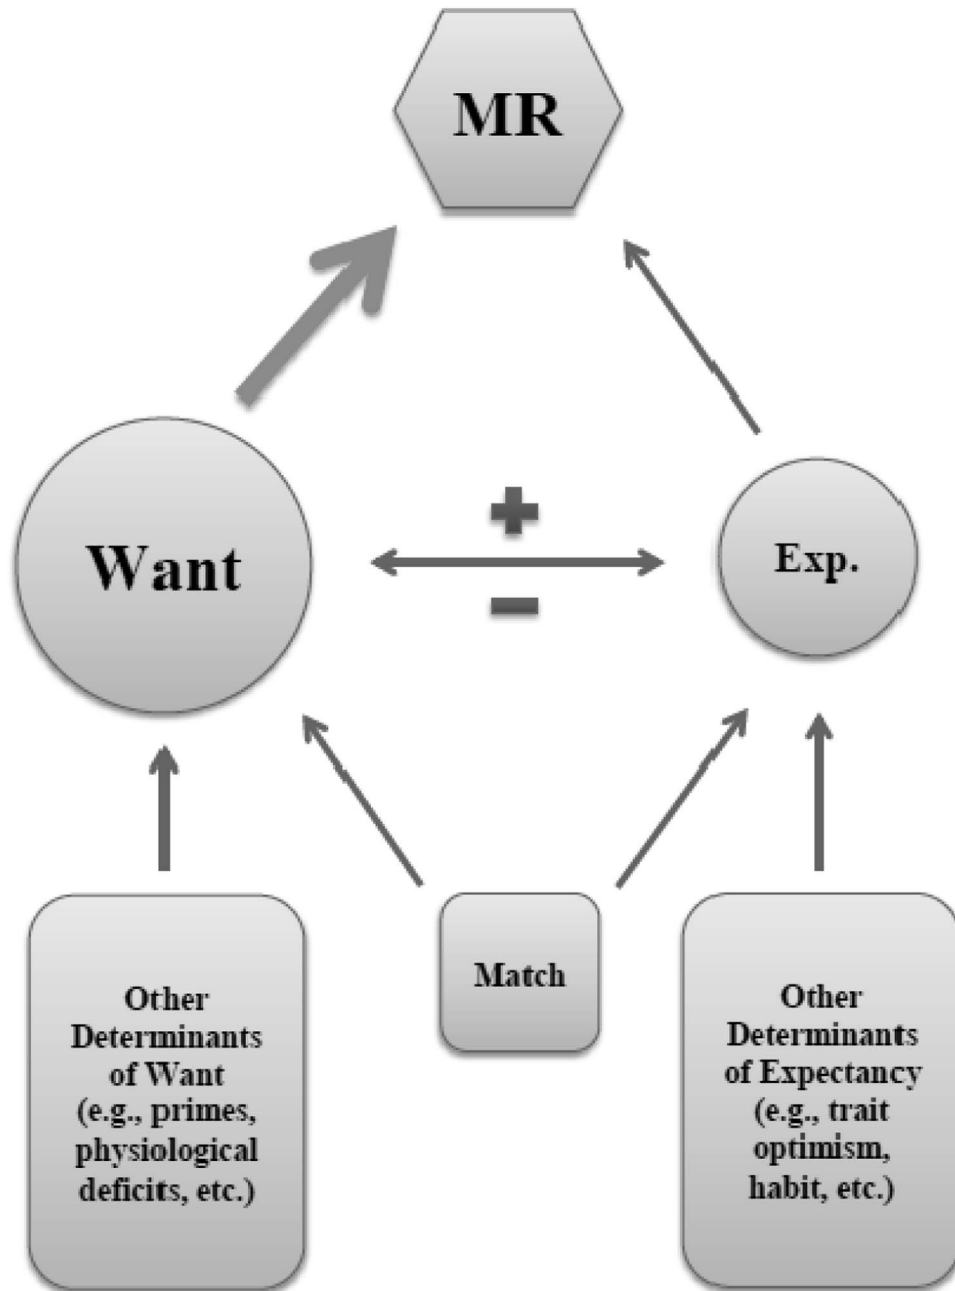 MR
Want
+
−
Exp.
Other
Determinants
of Want
(e.g., primes,
physiological
deficits, etc.)
Match
Other
Determinants
of Expectancy
(e.g., trait
optimism,
habit, etc.)